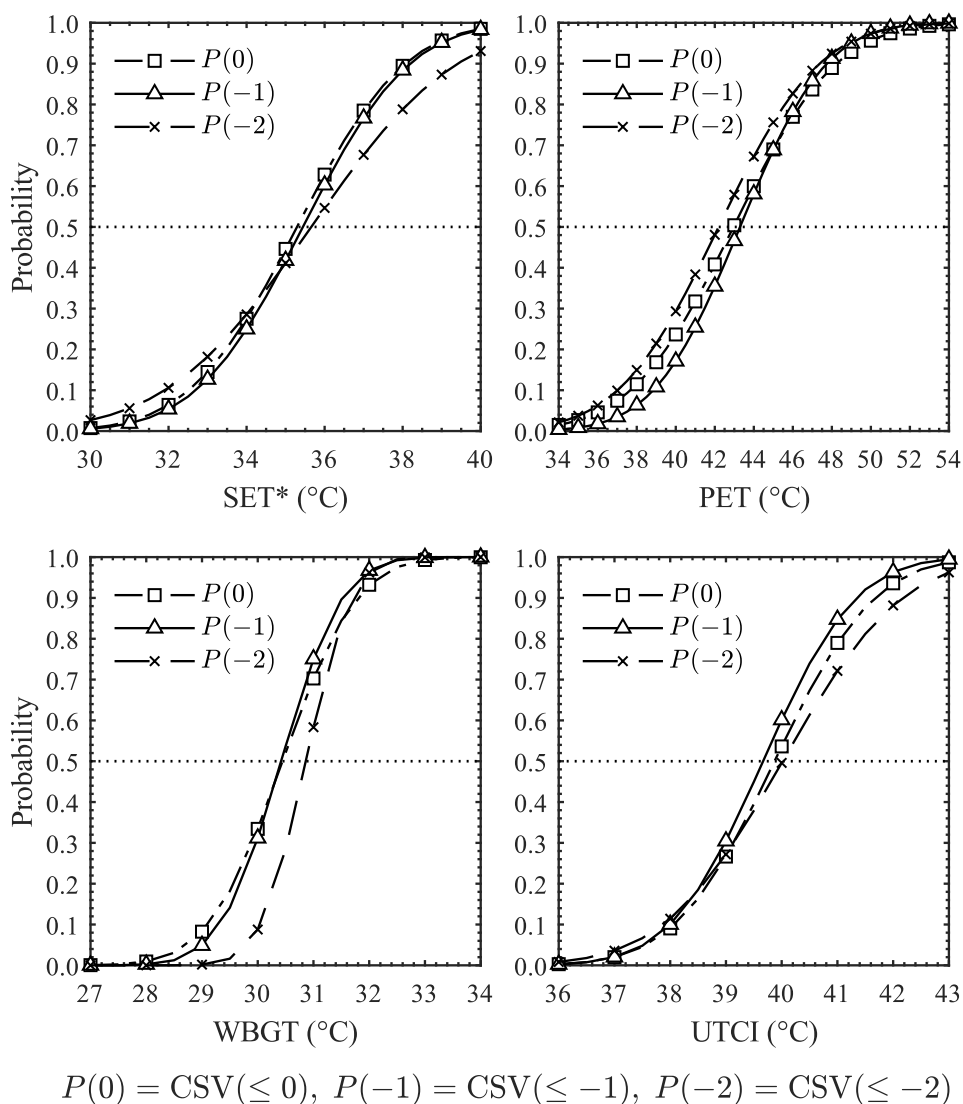 1.0
0.9
0.8
0.7
0.6
0.5
0.4
0.3
0.2
0.1
0.0
Probability
P(0)
P(−1)
P(−2)
30 32 34 36 38 40
SET* (°C)
1.0
0.9
0.8
0.7
0.6
0.5
0.4
0.3
0.2
0.1
0.0
P(0)
P(−1)
P(−2)
34 36 38 40 42 44 46 48 50 52 54
PET (°C)
1.0
0.9
0.8
0.7
0.6
0.5
0.4
0.3
0.2
0.1
0.0
Probability
P(0)
P(−1)
P(−2)
27 28 29 30 31 32 33 34
WBGT (°C)
1.0
0.9
0.8
0.7
0.6
0.5
0.4
0.3
0.2
0.1
0.0
P(0)
P(−1)
P(−2)
36 37 38 39 40 41 42 43
UTCI (°C)
P(0) = CSV(≤ 0), P(−1) = CSV(≤ −1), P(−2) = CSV(≤ −2)